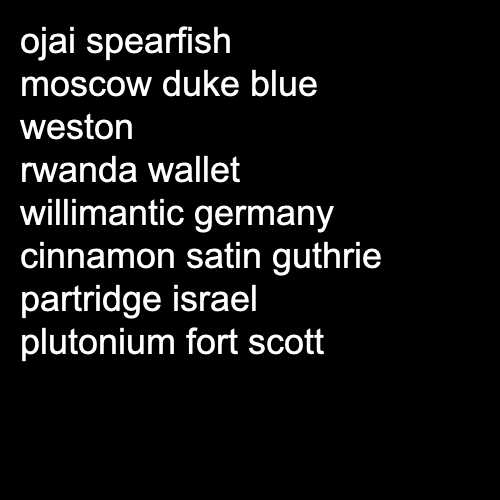 ojai spearfish
moscow duke blue
weston
rwanda wallet
willimantic germany
cinnamon satin guthrie
partridge israel
plutonium fort scott